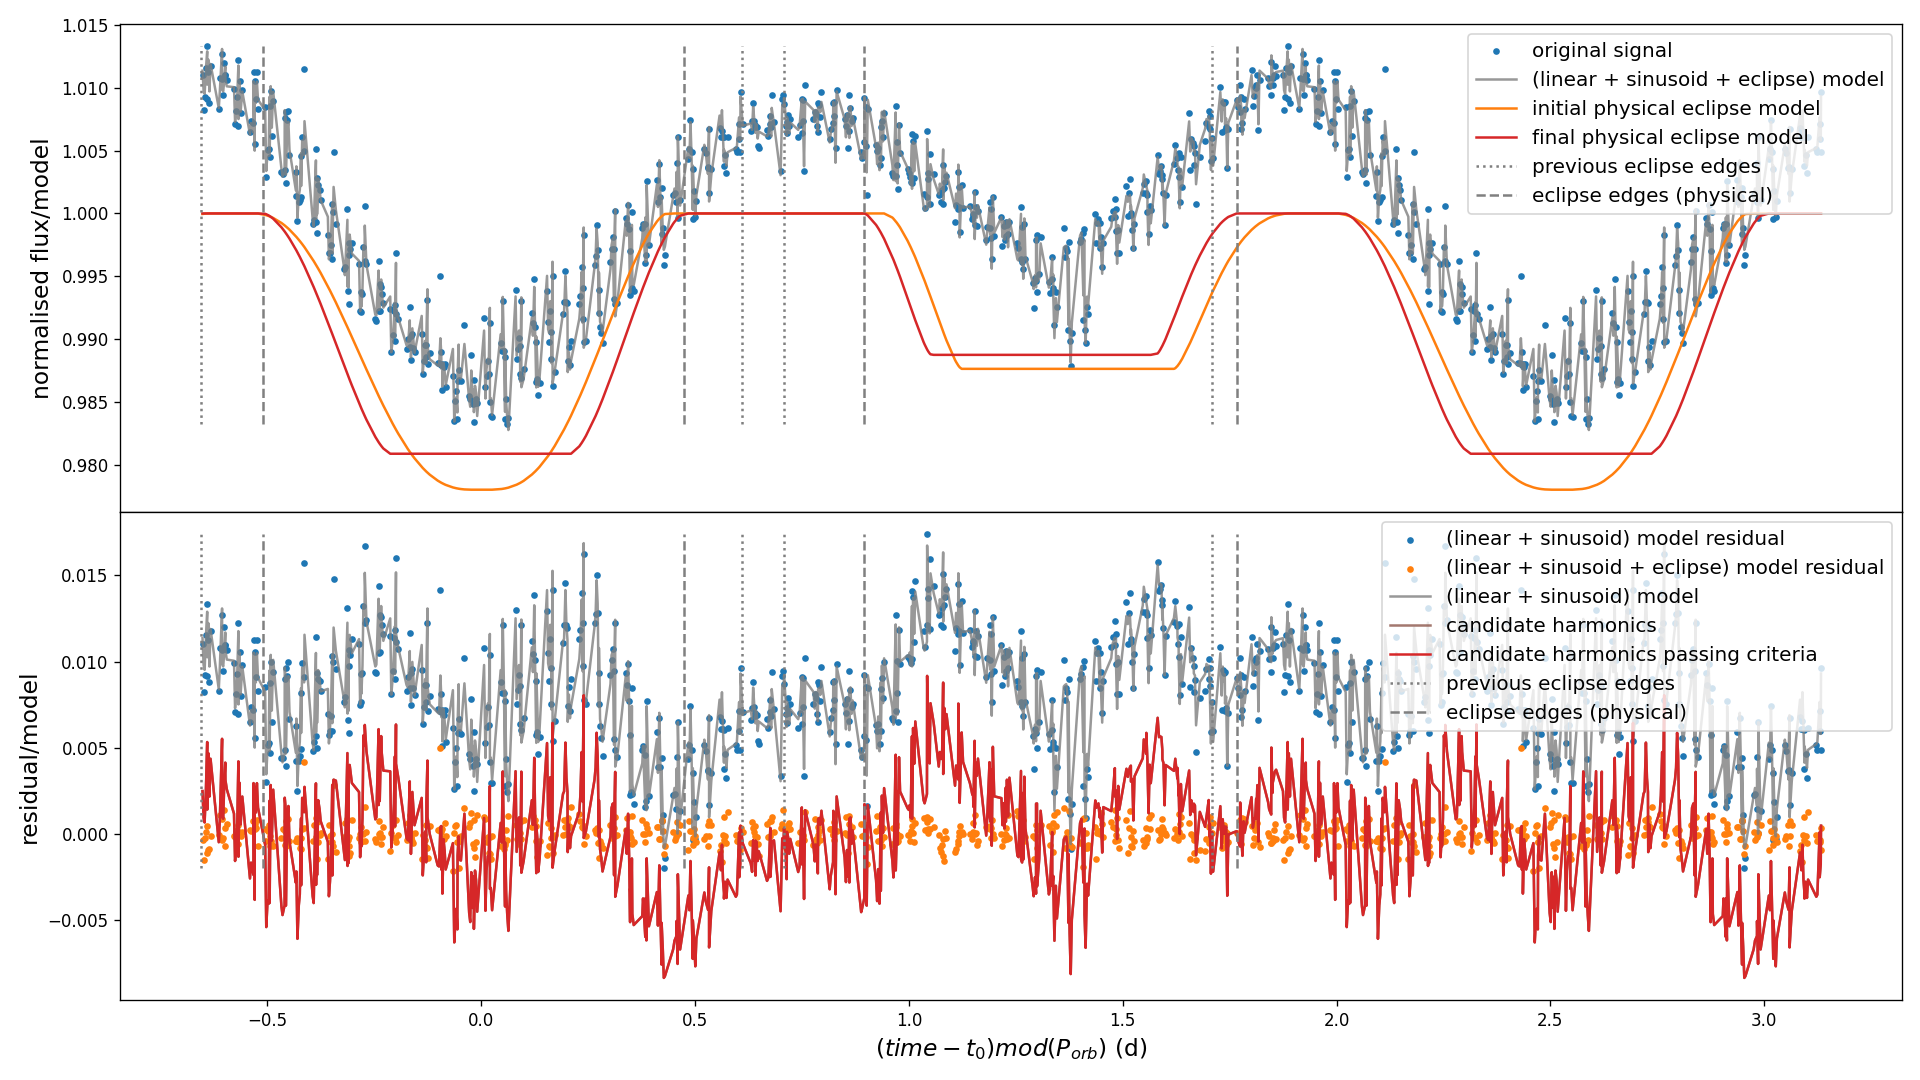 1.015
1.010
1.005
1.000
0.995
0.990
0.985
0.980
normalised flux/model
original signal
(linear + sinusoid + eclipse) model
initial physical eclipse model
final physical eclipse model
previous eclipse edges
eclipse edges (physical)
0.015
0.010
0.005
0.000
−0.005
residual/model
(linear + sinusoid) model residual
(linear + sinusoid + eclipse) model residual
(linear + sinusoid) model
candidate harmonics
candidate harmonics passing criteria
previous eclipse edges
eclipse edges (physical)
−0.5 0.0 0.5 1.0 1.5 2.0 2.5 3.0
(time − t₀)mod(P_orb) (d)